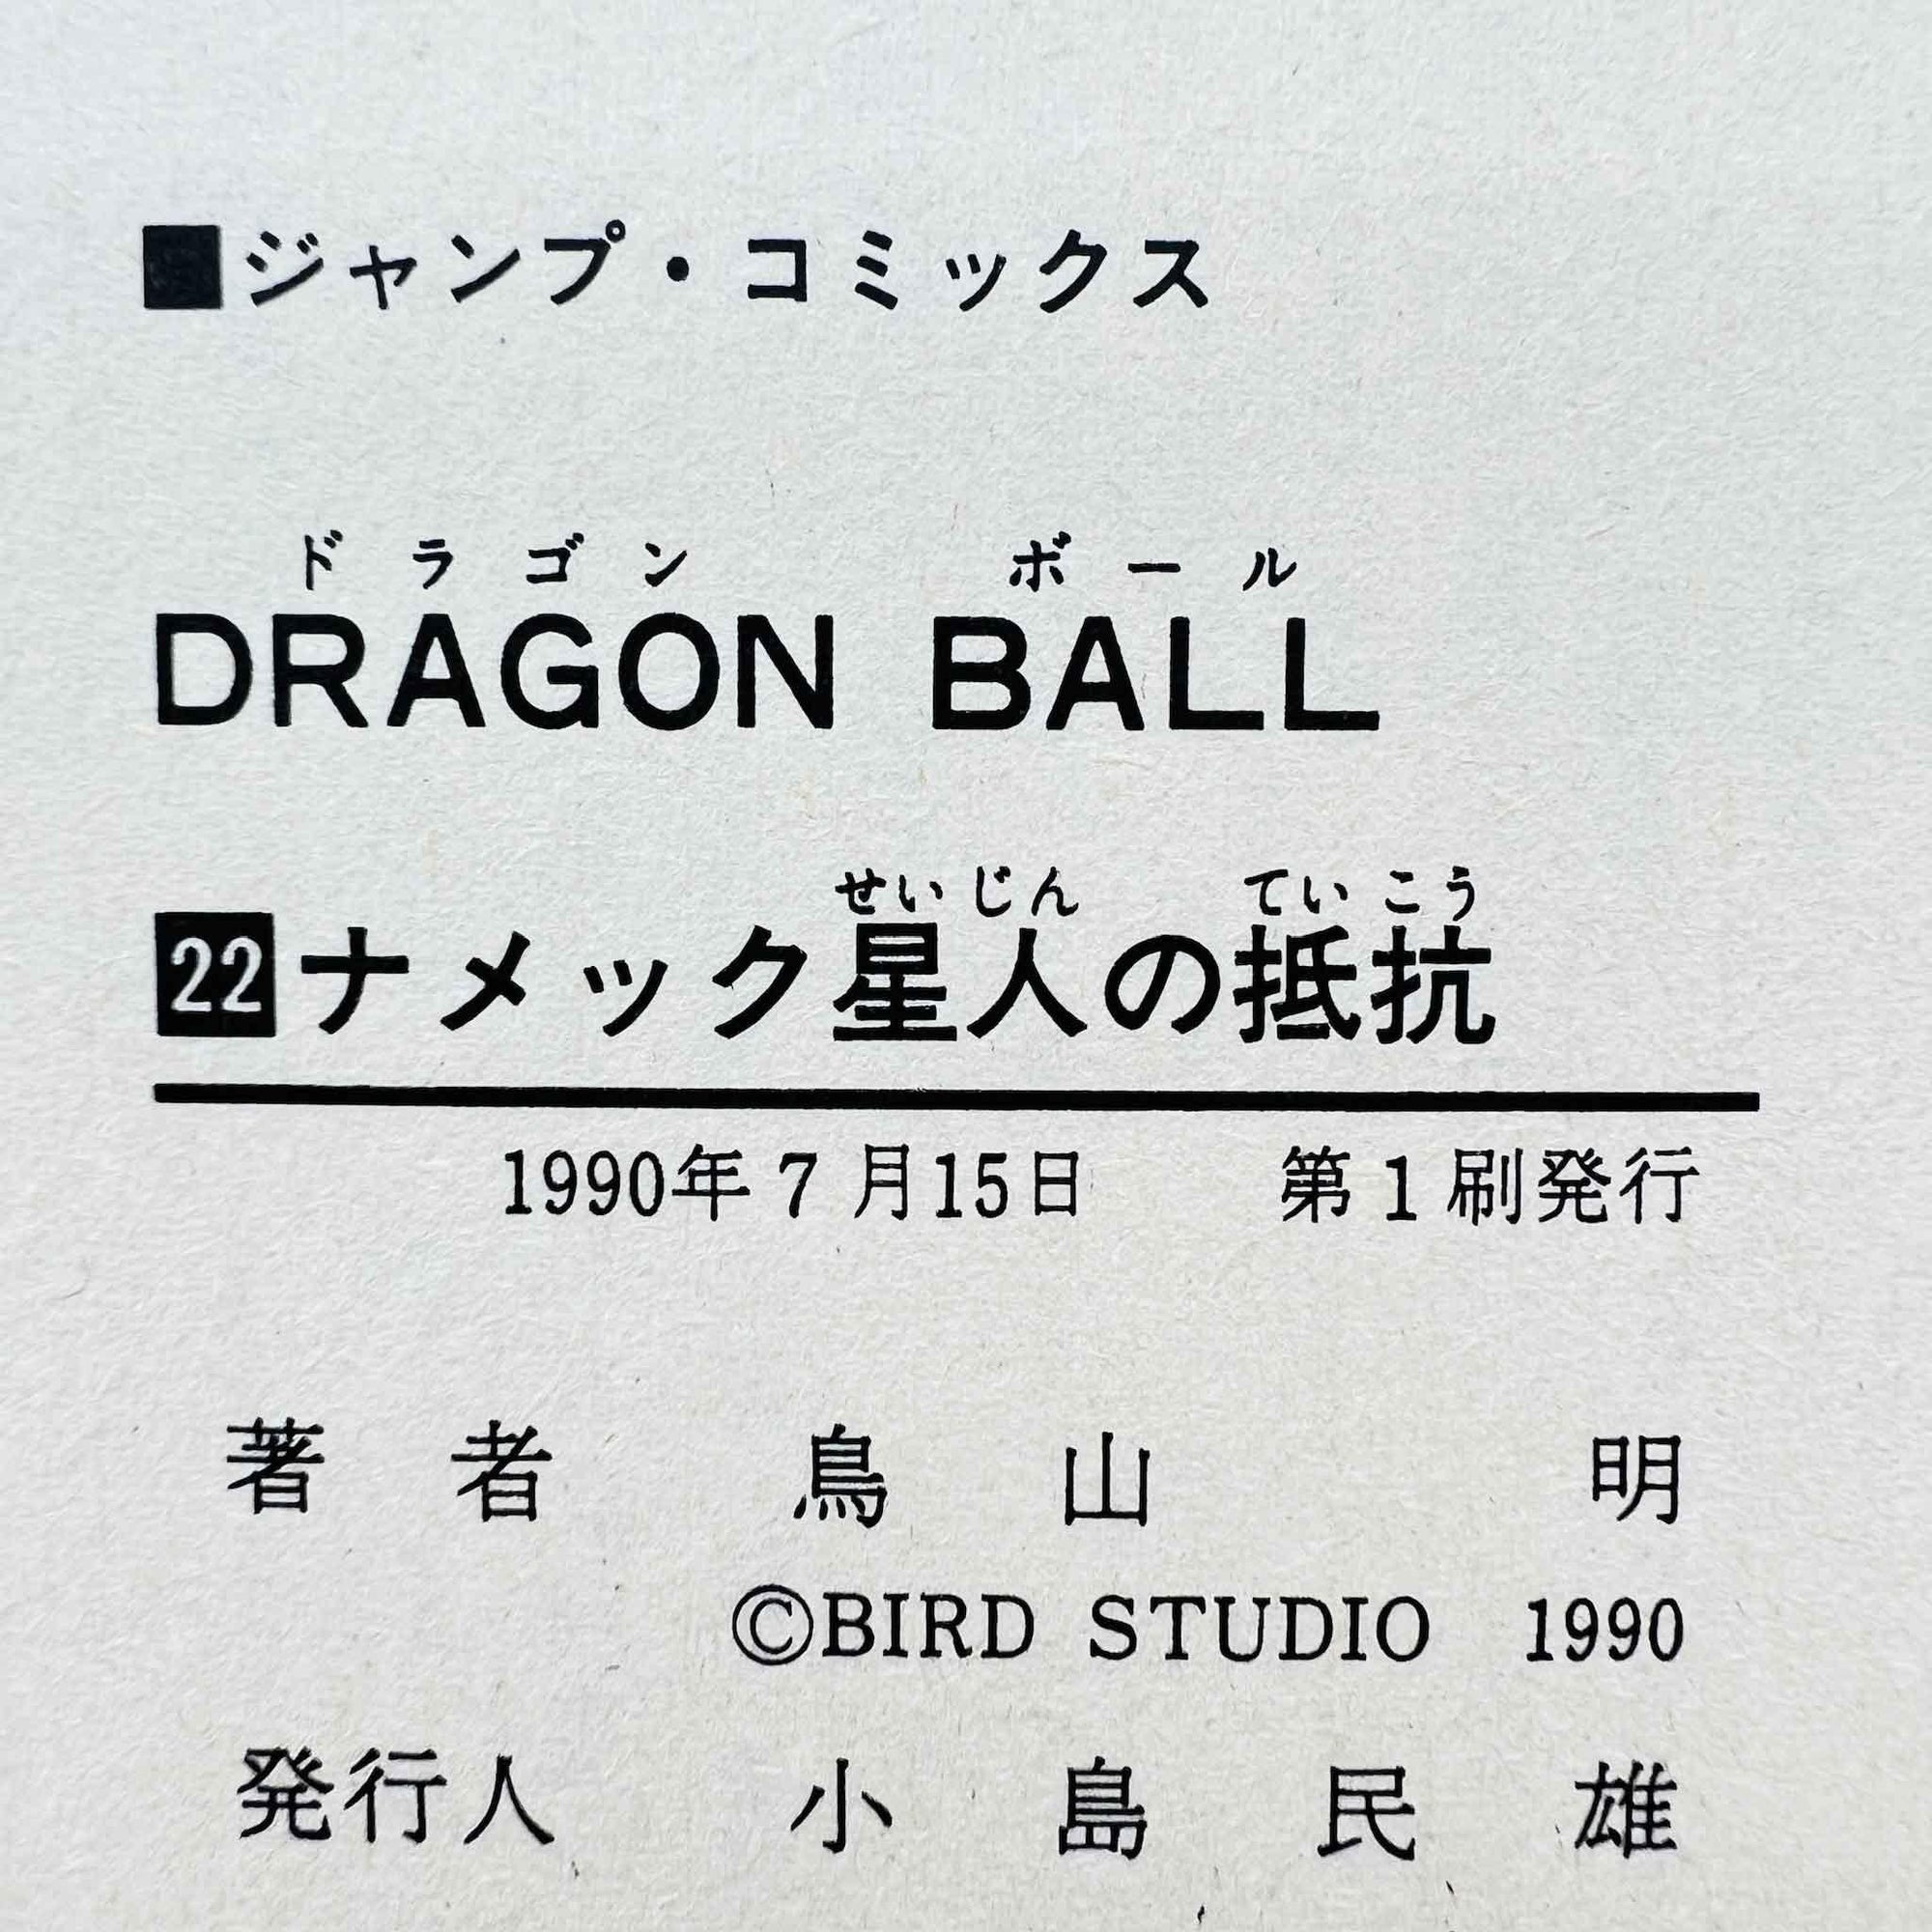 ■ジャンプ・コミックス
ドラゴン ボール
DRAGON BALL
せいじん ていこう
22ナメック星人の抵抗
1990年7月15日 第1刷発行
著者 鳥山明
©BIRD STUDIO 1990
発行人 小島民雄